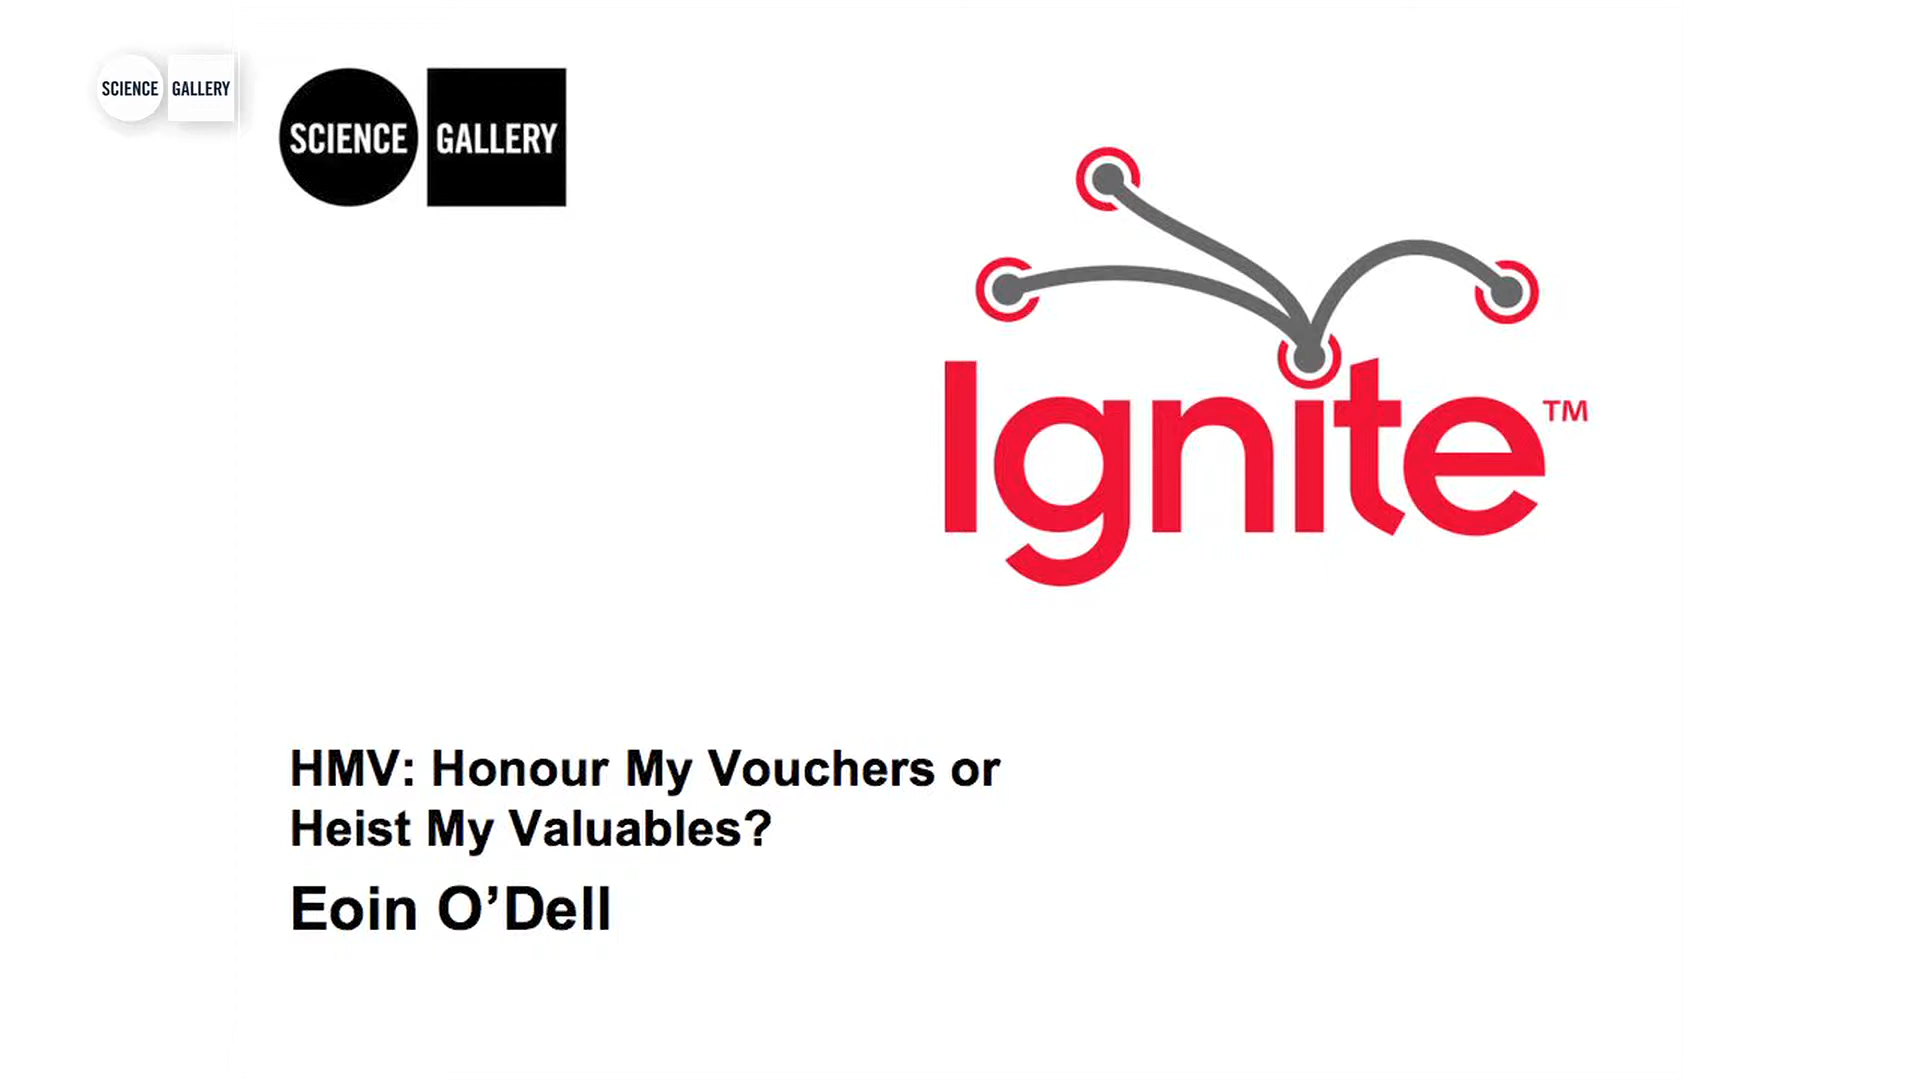 SCIENCE GALLERY
SCIENCE GALLERY
Ignite™
HMV: Honour My Vouchers or
Heist My Valuables?
Eoin O’Dell